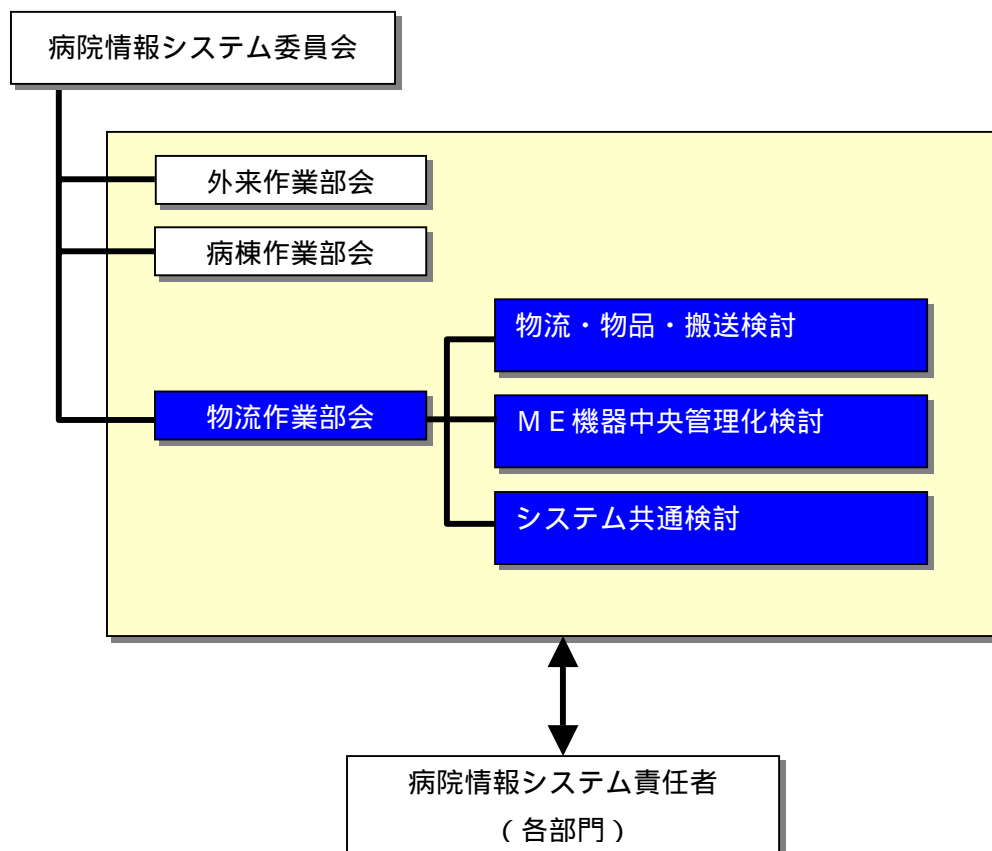 病院情報システム委員会
外来作業部会
病棟作業部会
物流・物品・搬送検討
物流作業部会
ＭＥ機器中央管理化検討
システム共通検討
病院情報システム責任者
（各部門）